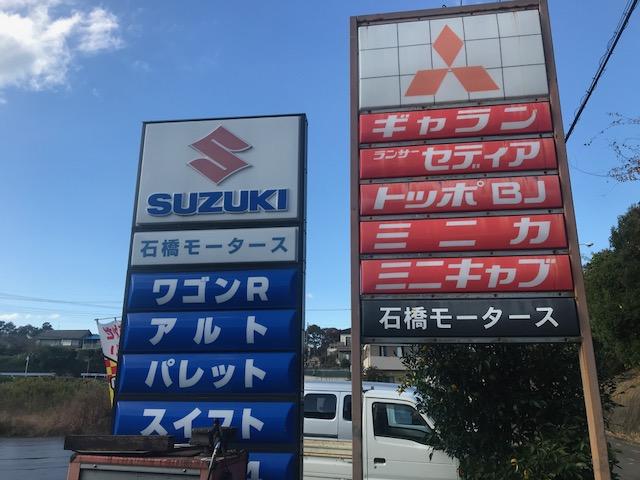 SUZUKI
石橋モータース
ワゴンR
アルト
パレット
スイフト
ギャラン
ランサー セディア
トッポBJ
ミニカ
ミニキャブ
石橋モータース